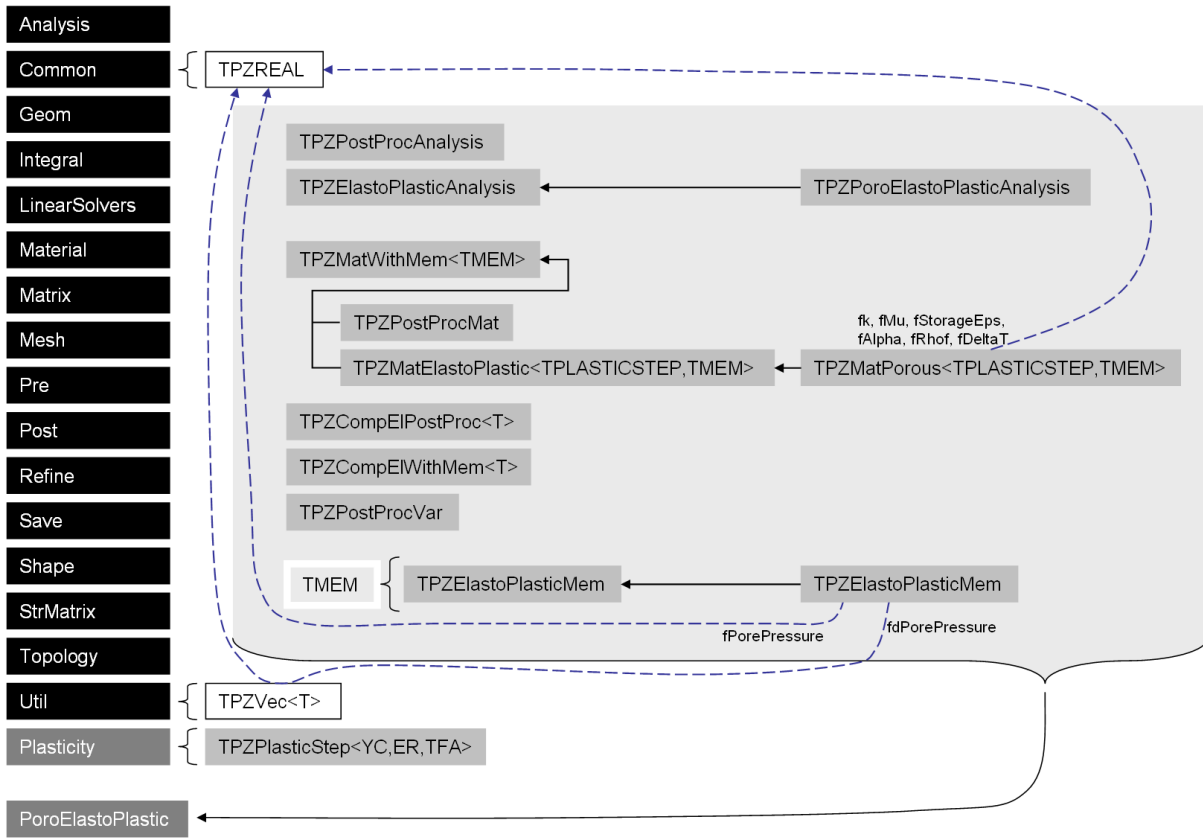 Analysis
Common
TPZREAL
Geom
TPZPostProcAnalysis
Integral
TPZElastoPlasticAnalysis
TPZPoroElastoPlasticAnalysis
LinearSolvers
Material
TPZMatWithMem<TMEM>
Matrix
TPZPostProcMat
fk, fMu, fStorageEps,
fAlpha, fRhof, fDeltaT
Mesh
TPZMatElastoPlastic<TPLASTICSTEP,TMEM>
TPZMatPorous<TPLASTICSTEP,TMEM>
Pre
Post
TPZCompElPostProc<T>
Refine
TPZCompElWithMem<T>
Save
TPZPostProcVar
Shape
TMEM
TPZElastoPlasticMem
TPZElastoPlasticMem
StrMatrix
fPorePressure
fdPorePressure
Topology
Util
TPZVec<T>
Plasticity
TPZPlasticStep<YC,ER,TFA>
PoroElastoPlastic